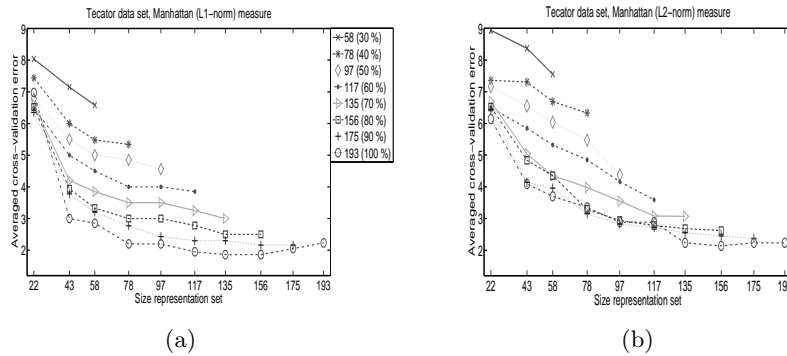 Tecator data set, Manhattan (L1-norm) measure
Averaged cross-validation error
9
8
7
6
5
4
3
2
22 43 58 78 97 117 135 156 175 193
Size representation set
58 (30 %)
78 (40 %)
97 (50 %)
117 (60 %)
135 (70 %)
156 (80 %)
175 (90 %)
193 (100 %)
(a)
Tecator data set, Manhattan (L2-norm) measure
Averaged cross-validation error
9
8
7
6
5
4
3
2
22 43 58 78 97 117 135 156 175
Size representation set
(b)